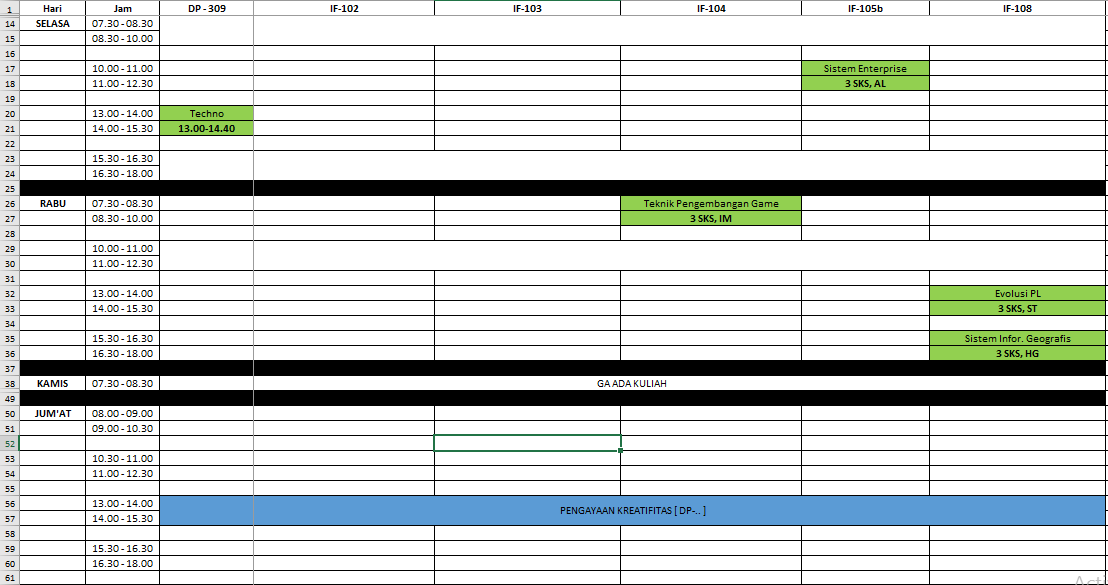 1 Hari Jam DP - 309 IF-102 IF-103 IF-104 IF-105b IF-108
14 SELASA 07.30 - 08.30
15 08.30 - 10.00
16
17 10.00 - 11.00 Sistem Enterprise
18 11.00 - 12.30 3 SKS, AL
19
20 13.00 - 14.00 Techno
21 14.00 - 15.30 13.00-14.40
22
23 15.30 - 16.30
24 16.30 - 18.00
25
26 RABU 07.30 - 08.30 Teknik Pengembangan Game
27 08.30 - 10.00 3 SKS, IM
28
29 10.00 - 11.00
30 11.00 - 12.30
31
32 13.00 - 14.00 Evolusi PL
33 14.00 - 15.30 3 SKS, ST
34
35 15.30 - 16.30 Sistem Infor. Geografis
36 16.30 - 18.00 3 SKS, HG
37
38 KAMIS 07.30 - 08.30 GA ADA KULIAH
49
50 JUM'AT 08.00 - 09.00
51 09.00 - 10.30
52
53 10.30 - 11.00
54 11.00 - 12.30
55
56 13.00 - 14.00 PENGAYAAN KREATIFITAS [ DP-.. ]
57 14.00 - 15.30
58
59 15.30 - 16.30
60 16.30 - 18.00
61